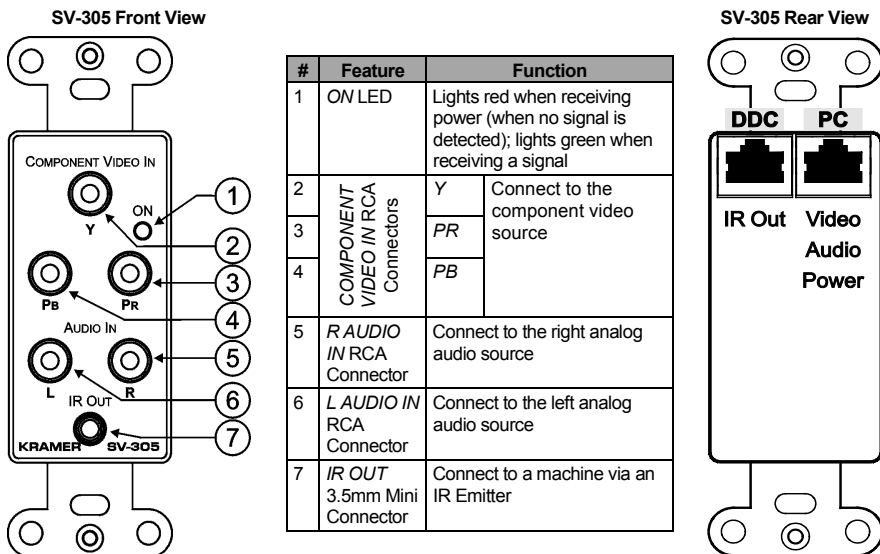 SV-305 Front View
COMPONENT VIDEO IN
ON
Y
PB
PR
AUDIO IN
L
R
IR OUT
KRAMER SV-305
1
2
3
4
5
6
7
# Feature Function
1 ON LED Lights red when receiving
power (when no signal is
detected); lights green when
receiving a signal
2 COMPONENT VIDEO IN RCA Connectors Y Connect to the
component video
source
3 PR
4 PB
5 R AUDIO Connect to the right analog
IN RCA audio source
Connector
6 L AUDIO IN Connect to the left analog
RCA audio source
Connector
7 IR OUT Connect to a machine via an
3.5mm Mini IR Emitter
Connector
SV-305 Rear View
DDC PC
IR Out Video
Audio
Power